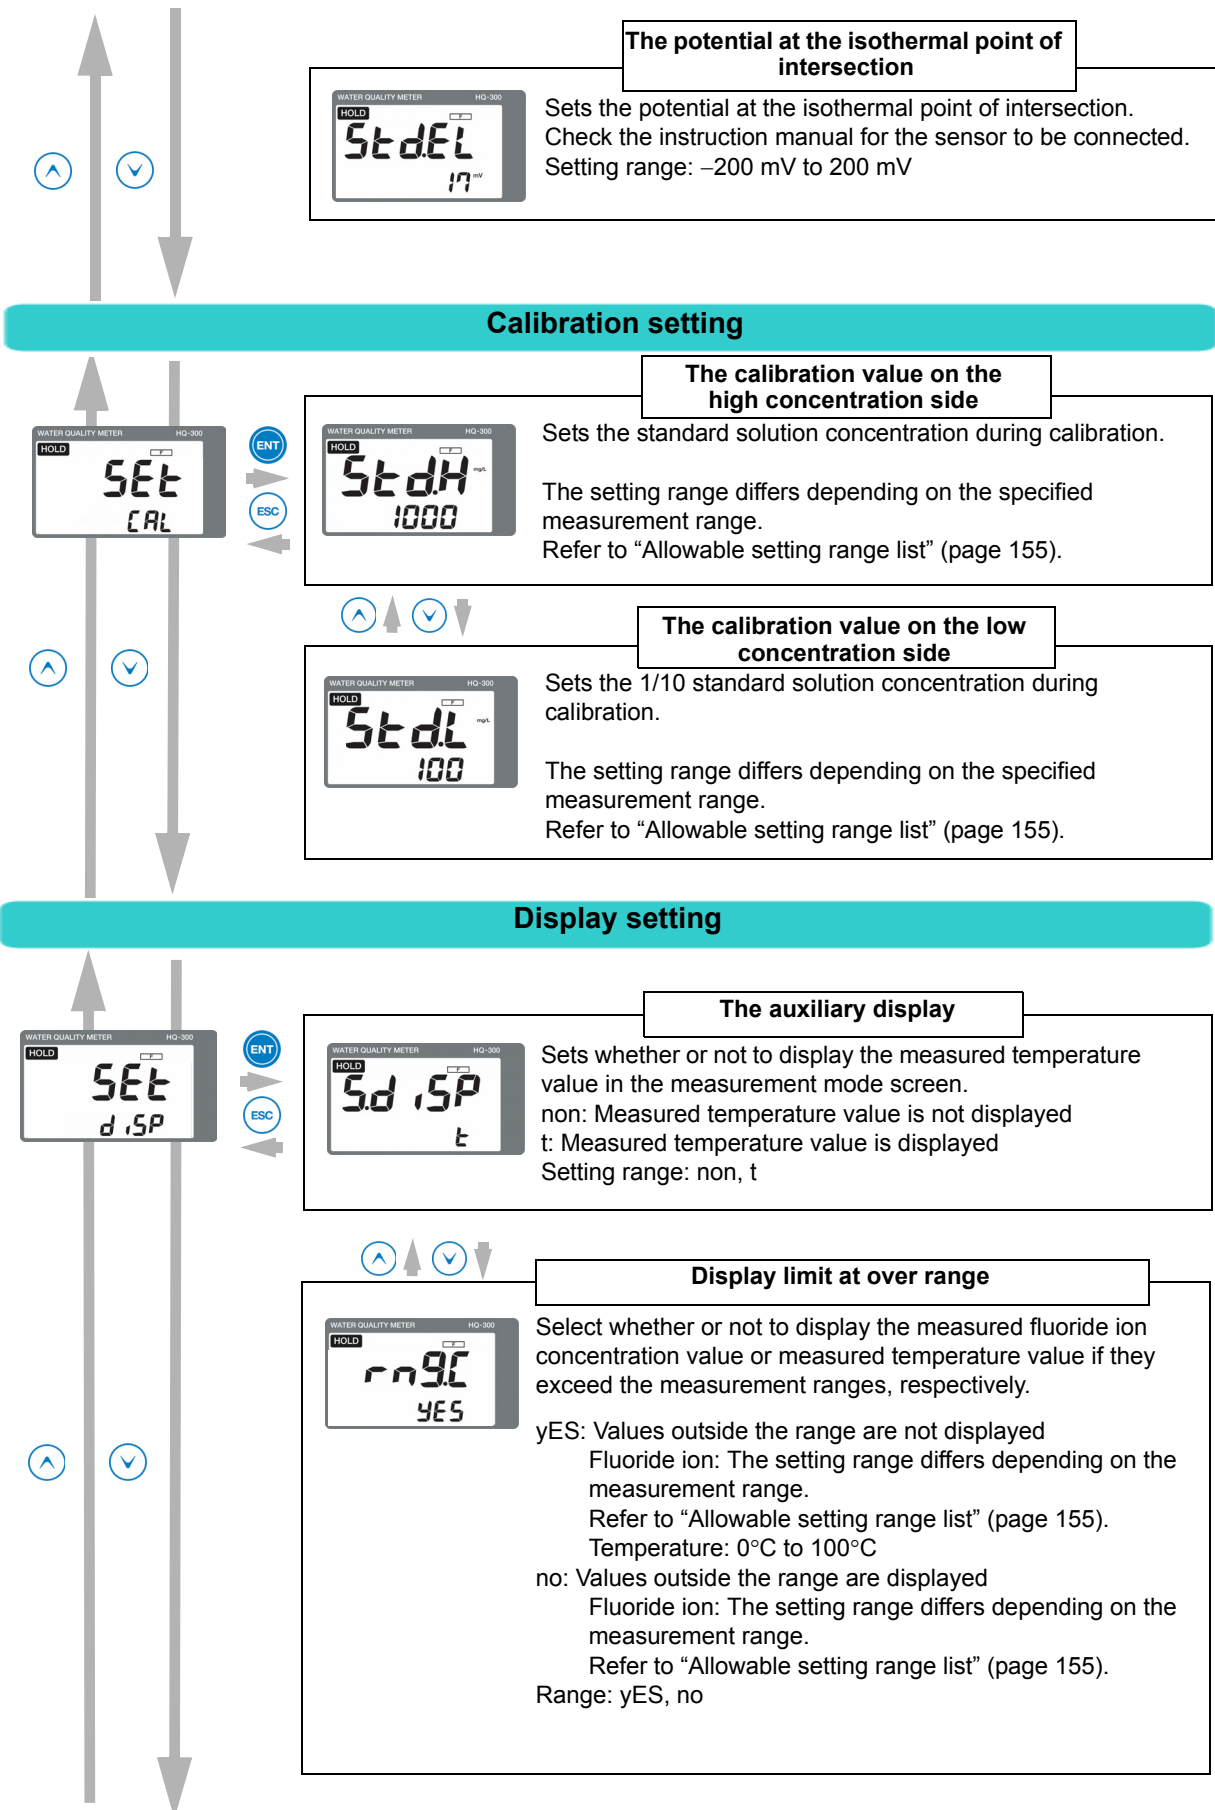 The potential at the isothermal point of
intersection
WATER QUALITY METER HQ-300
HOLD
F
Std.EL
17 mV
Sets the potential at the isothermal point of intersection.
Check the instruction manual for the sensor to be connected.
Setting range: −200 mV to 200 mV
Calibration setting
WATER QUALITY METER HQ-300
HOLD
F
SEt
CAL
ENT
ESC
The calibration value on the
high concentration side
WATER QUALITY METER HQ-300
HOLD
F
Std.H mg/L
1000
Sets the standard solution concentration during calibration.
The setting range differs depending on the specified
measurement range.
Refer to “Allowable setting range list” (page 155).
The calibration value on the low
concentration side
WATER QUALITY METER HQ-300
HOLD
F
Std.L mg/L
100
Sets the 1/10 standard solution concentration during
calibration.
The setting range differs depending on the specified
measurement range.
Refer to “Allowable setting range list” (page 155).
Display setting
WATER QUALITY METER HQ-300
HOLD
F
SEt
diSP
ENT
ESC
The auxiliary display
WATER QUALITY METER HQ-300
HOLD
F
S.diSP
t
Sets whether or not to display the measured temperature
value in the measurement mode screen.
non: Measured temperature value is not displayed
t: Measured temperature value is displayed
Setting range: non, t
Display limit at over range
WATER QUALITY METER HQ-300
HOLD
F
rng.C
yES
Select whether or not to display the measured fluoride ion
concentration value or measured temperature value if they
exceed the measurement ranges, respectively.
yES: Values outside the range are not displayed
Fluoride ion: The setting range differs depending on the
measurement range.
Refer to “Allowable setting range list” (page 155).
Temperature: 0°C to 100°C
no: Values outside the range are displayed
Fluoride ion: The setting range differs depending on the
measurement range.
Refer to “Allowable setting range list” (page 155).
Range: yES, no